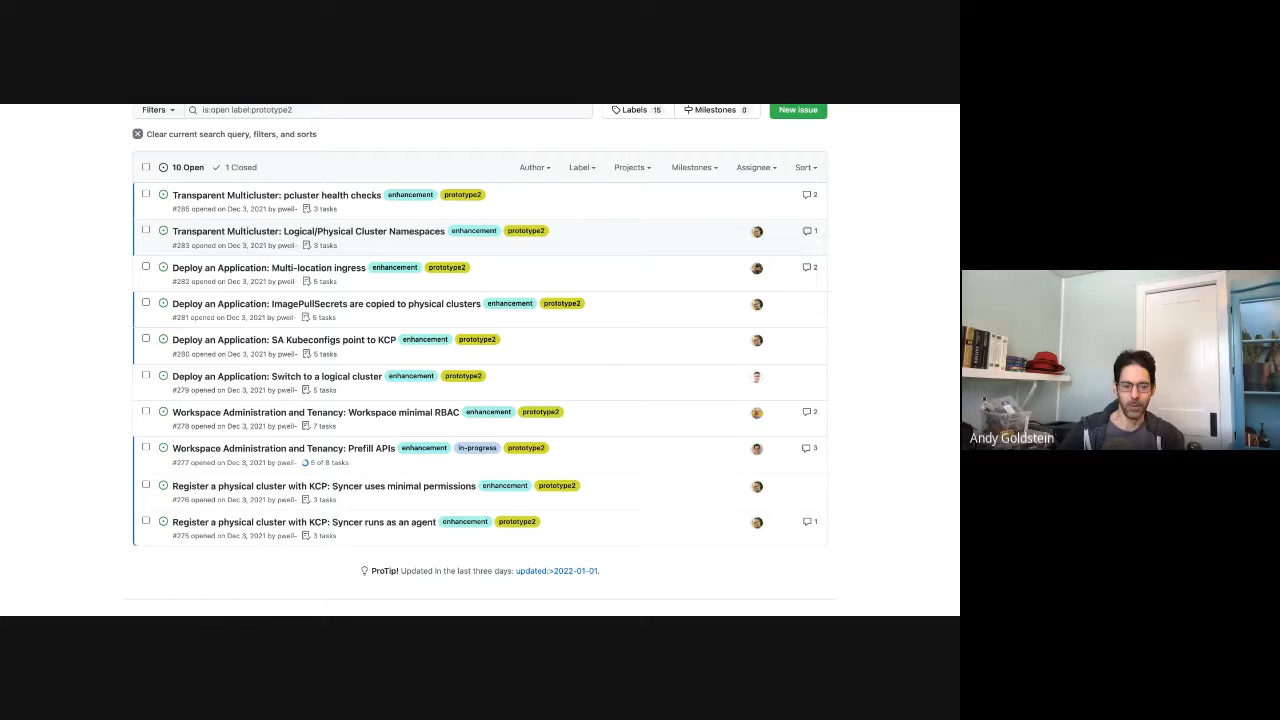 Filters
is:open label:prototype2
Labels 15
Milestones 0
New issue
Clear current search query, filters, and sorts
10 Open 1 Closed
Author Label Projects Milestones Assignee Sort
Transparent Multicluster: pcluster health checks enhancement prototype2 2
#285 opened on Dec 3, 2021 by pweil- 3 tasks
Transparent Multicluster: Logical/Physical Cluster Namespaces enhancement prototype2 1
#283 opened on Dec 3, 2021 by pweil- 3 tasks
Deploy an Application: Multi-location ingress enhancement prototype2 2
#282 opened on Dec 3, 2021 by pweil- 5 tasks
Deploy an Application: ImagePullSecrets are copied to physical clusters enhancement prototype2
#281 opened on Dec 3, 2021 by pweil- 5 tasks
Deploy an Application: SA Kubeconfigs point to KCP enhancement prototype2
#280 opened on Dec 3, 2021 by pweil- 5 tasks
Deploy an Application: Switch to a logical cluster enhancement prototype2
#279 opened on Dec 3, 2021 by pweil- 5 tasks
Workspace Administration and Tenancy: Workspace minimal RBAC enhancement prototype2 2
#278 opened on Dec 3, 2021 by pweil- 7 tasks
Workspace Administration and Tenancy: Prefill APIs enhancement in-progress prototype2 3
#277 opened on Dec 3, 2021 by pweil- 5 of 8 tasks
Register a physical cluster with KCP: Syncer uses minimal permissions enhancement prototype2
#276 opened on Dec 3, 2021 by pweil- 3 tasks
Register a physical cluster with KCP: Syncer runs as an agent enhancement prototype2 1
#275 opened on Dec 3, 2021 by pweil- 3 tasks
ProTip! Updated in the last three days: updated:>2022-01-01.
Andy Goldstein